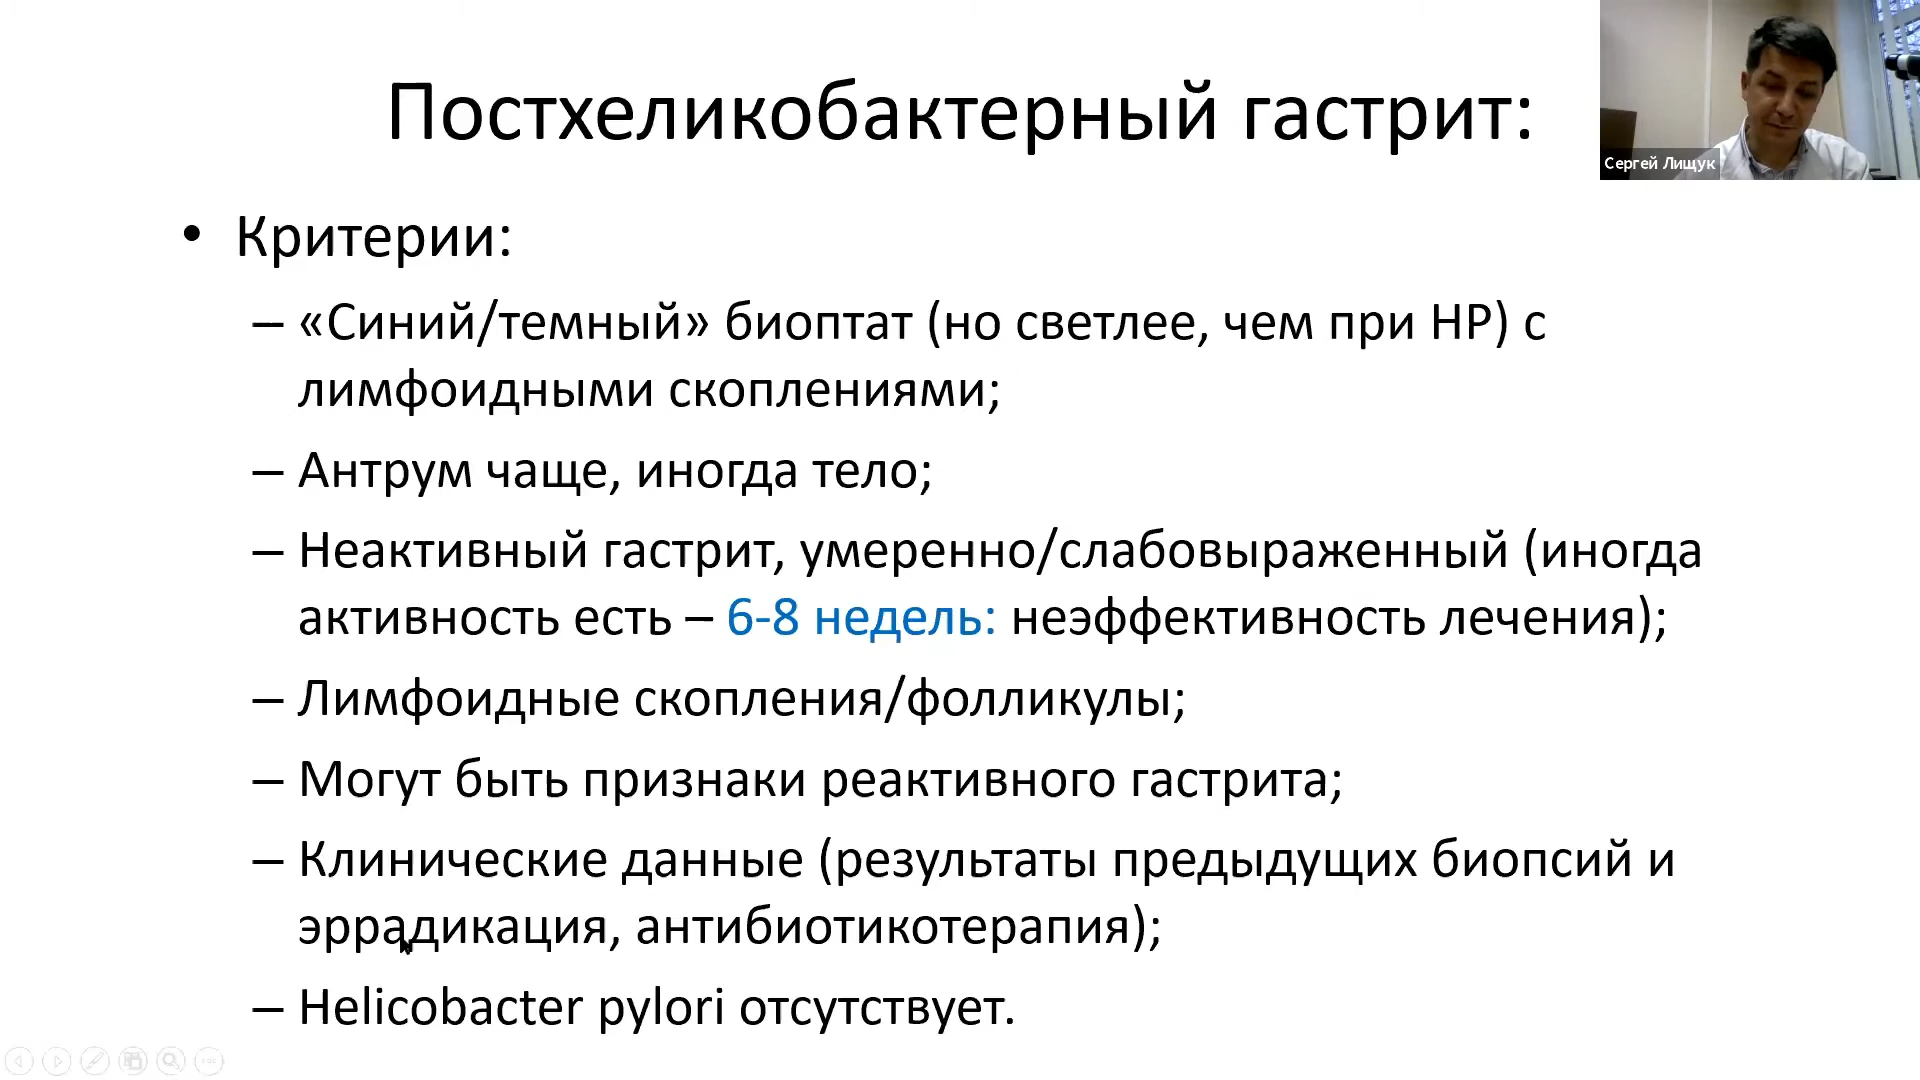 Постхеликобактерный гастрит:
Сергей Лищук
• Критерии:
– «Синий/темный» биоптат (но светлее, чем при HP) с
лимфоидными скоплениями;
– Антрум чаще, иногда тело;
– Неактивный гастрит, умеренно/слабовыраженный (иногда
активность есть – 6-8 недель: неэффективность лечения);
– Лимфоидные скопления/фолликулы;
– Могут быть признаки реактивного гастрита;
– Клинические данные (результаты предыдущих биопсий и
эррадикация, антибиотикотерапия);
– Helicobacter pylori отсутствует.